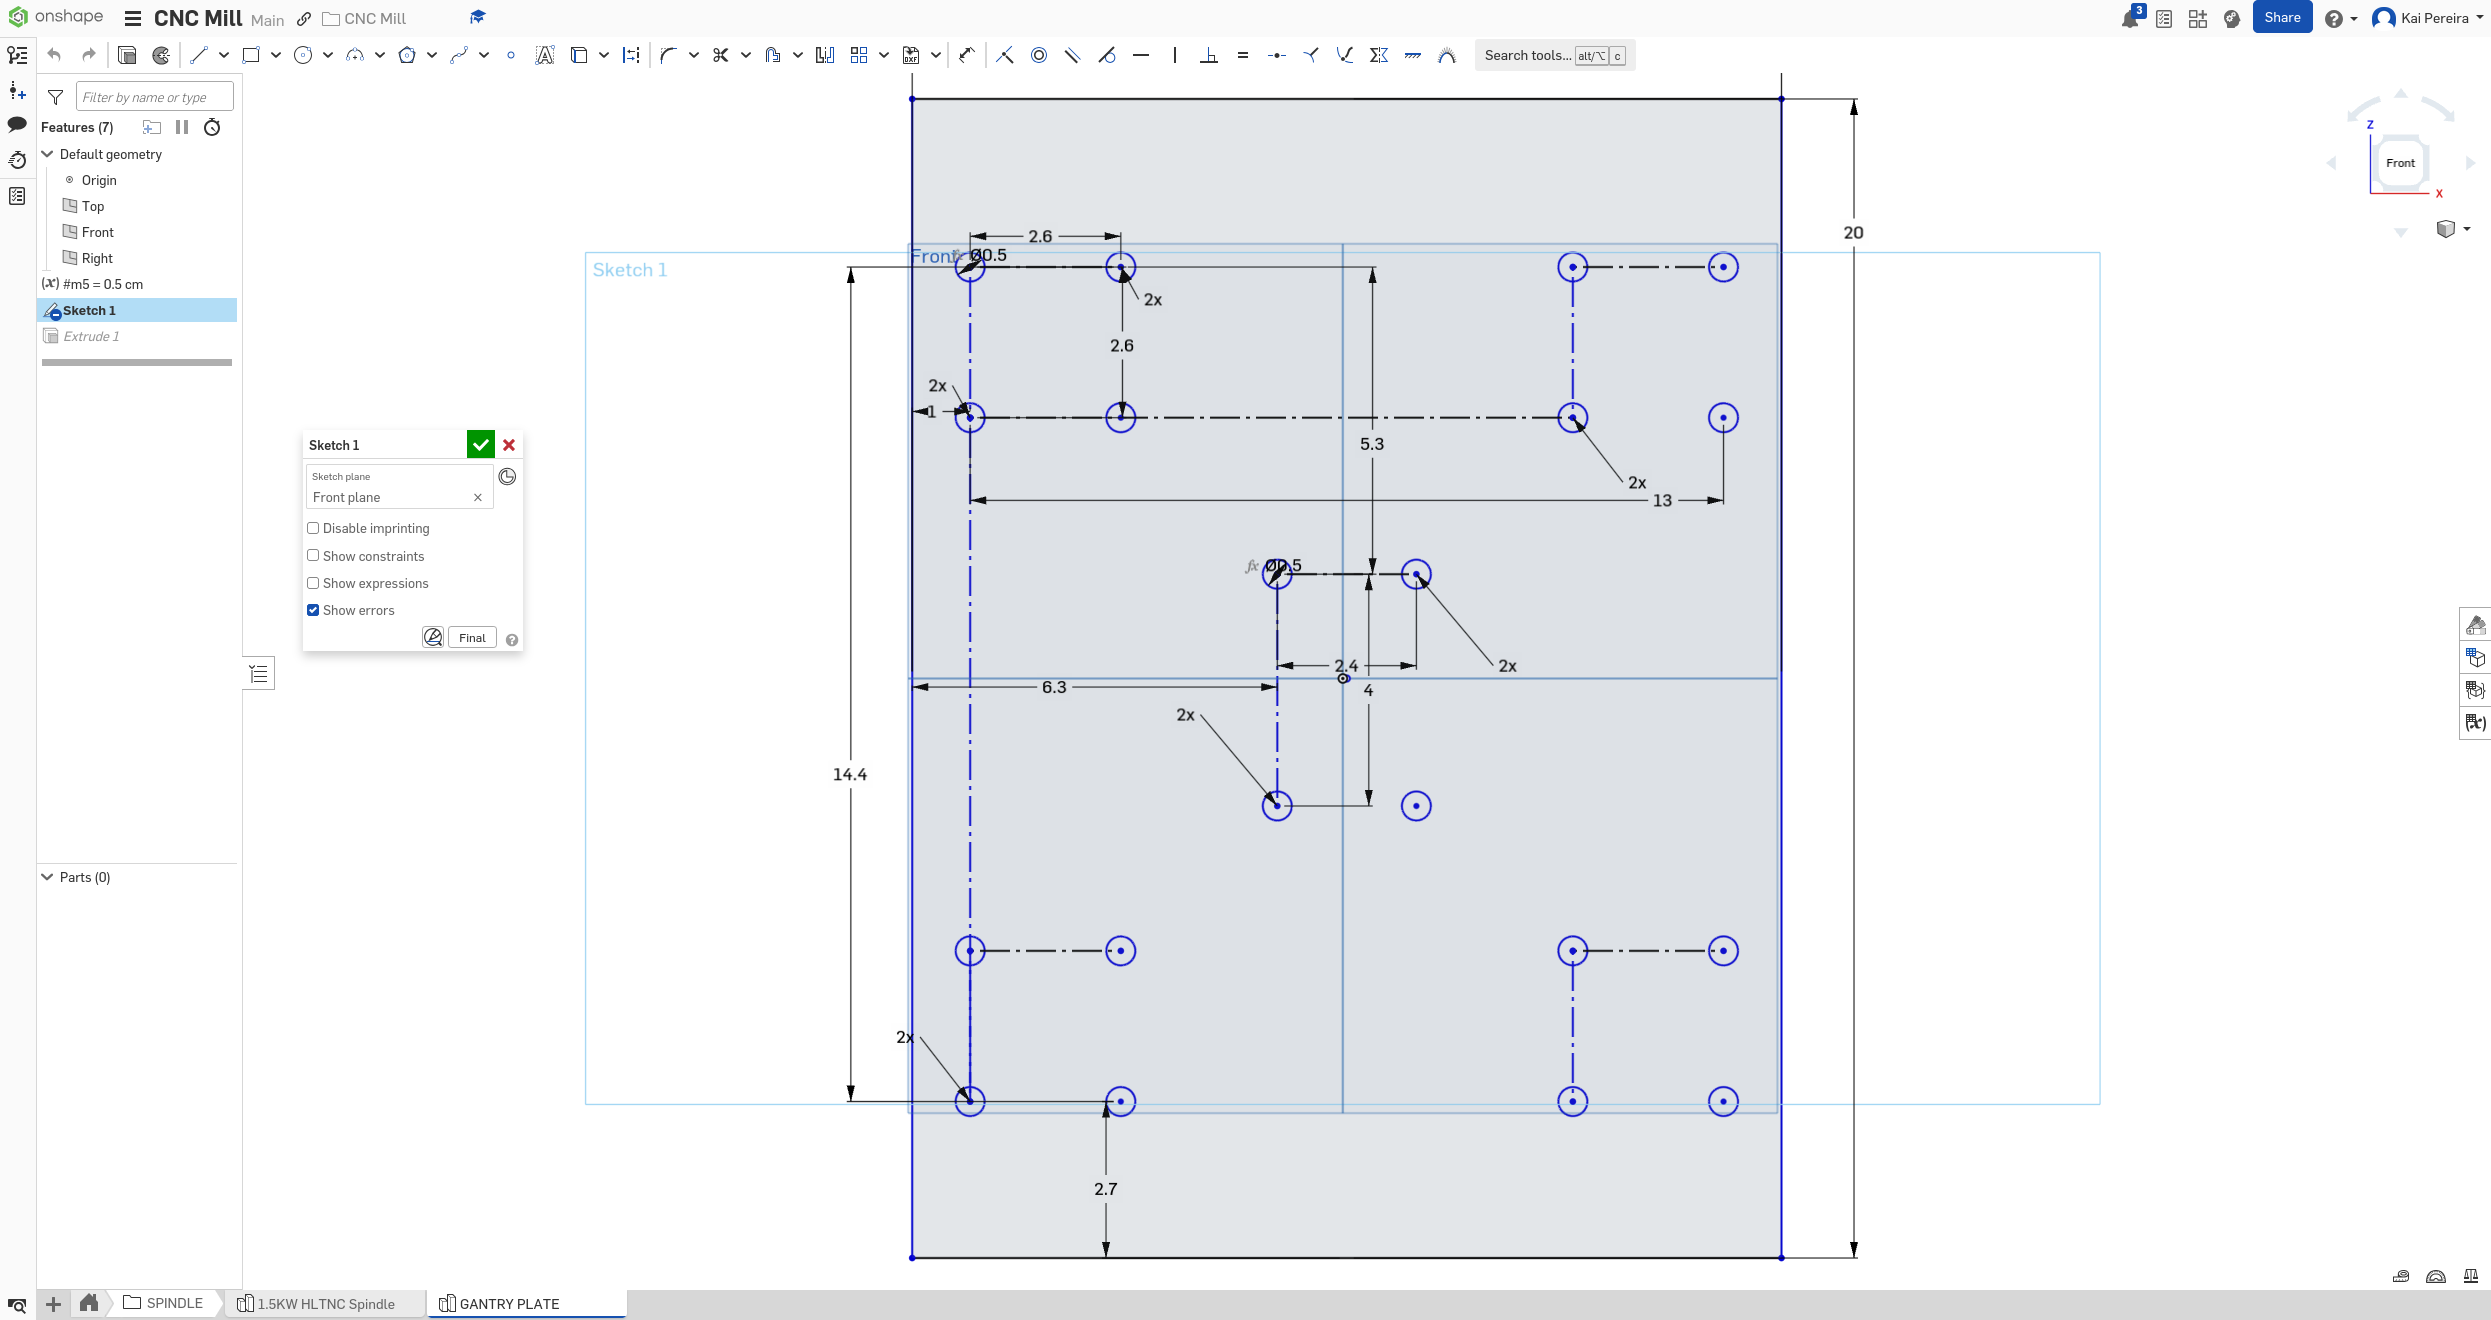 onshape
CNC Mill Main CNC Mill
3
Share
Kai Pereira
Search tools... alt/⌥ c
Filter by name or type
Features (7)
Default geometry
Origin
Top
Front
Right
(x) #m5 = 0.5 cm
Sketch 1
Extrude 1
Parts (0)
Sketch 1
Sketch plane
Front plane
Disable imprinting
Show constraints
Show expressions
Show errors
Final
Sketch 1
Front
2.6
Ø0.5
2x
2.6
2x
1
5.3
2x
13
20
fx Ø0.5
2.4
2x
4
6.3
2x
14.4
2x
2.7
Z
Front
X
SPINDLE
1.5KW HLTNC Spindle
GANTRY PLATE